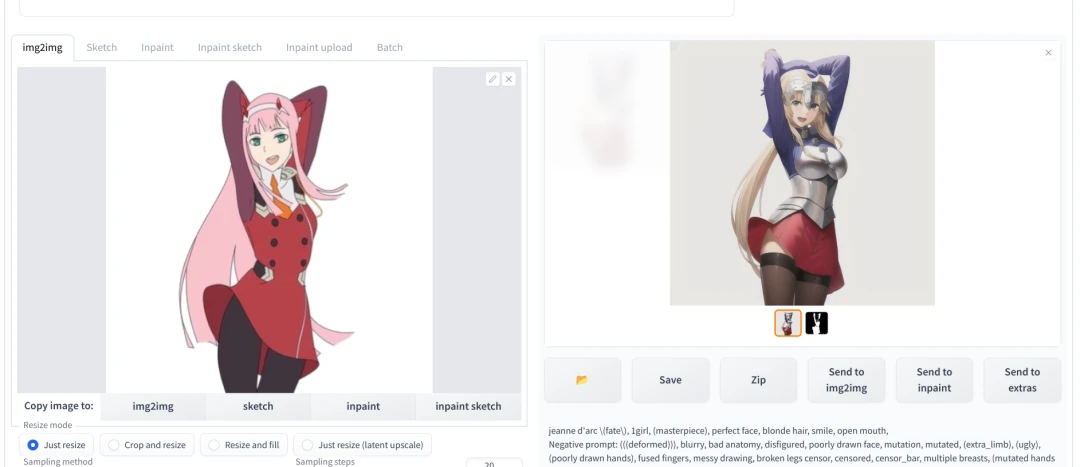 img2img
Sketch
Inpaint
Inpaint sketch
Inpaint upload
Batch
Copy image to:
img2img
sketch
inpaint
inpaint sketch
Resize mode
Just resize
Crop and resize
Resize and fill
Just resize (latent upscale)
Sampling method
Sampling steps
20
Save
Zip
Send to
img2img
Send to
inpaint
Send to
extras
jeanne d'arc \(fate\), 1girl, (masterpiece), perfect face, blonde hair, smile, open mouth,
Negative prompt: (((deformed))), blurry, bad anatomy, disfigured, poorly drawn face, mutation, mutated, (extra_limb), (ugly),
(poorly drawn hands), fused fingers, messy drawing, broken legs censor, censored, censor_bar, multiple breasts, (mutated hands